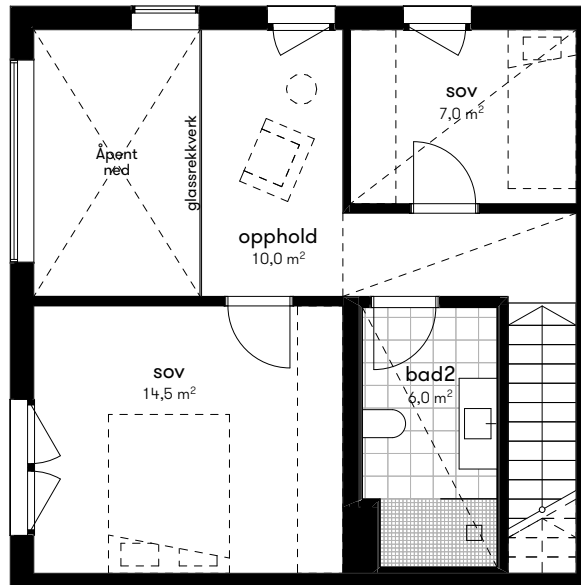 sov
7,0 m²
Åpent
ned
glassrekkverk
opphold
10,0 m²
sov
14,5 m²
bad2
6,0 m²